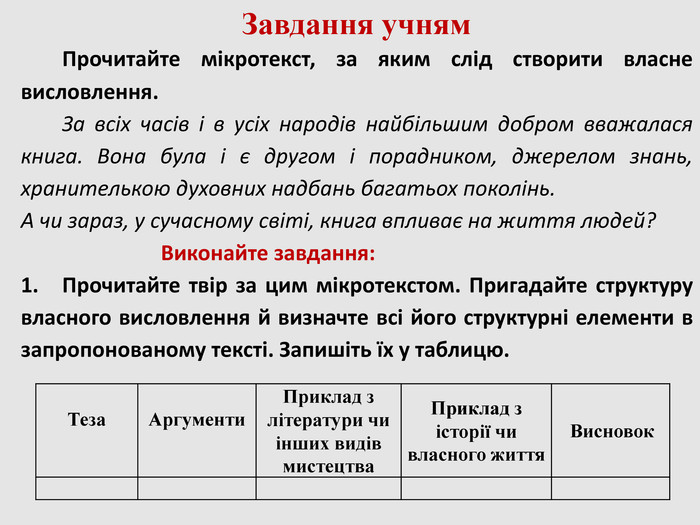 Завдання учням
Прочитайте мікротекст, за яким слід створити власне
висловлення.
За всіх часів і в усіх народів найбільшим добром вважалася
книга. Вона була і є другом і порадником, джерелом знань,
хранителькою духовних надбань багатьох поколінь.
А чи зараз, у сучасному світі, книга впливає на життя людей?
Виконайте завдання:
1. Прочитайте твір за цим мікротекстом. Пригадайте структуру
власного висловлення й визначте всі його структурні елементи в
запропонованому тексті. Запишіть їх у таблицю.
Теза
Аргументи
Приклад з
літератури чи
інших видів
мистецтва
Приклад з
історії чи
власного життя
Висновок